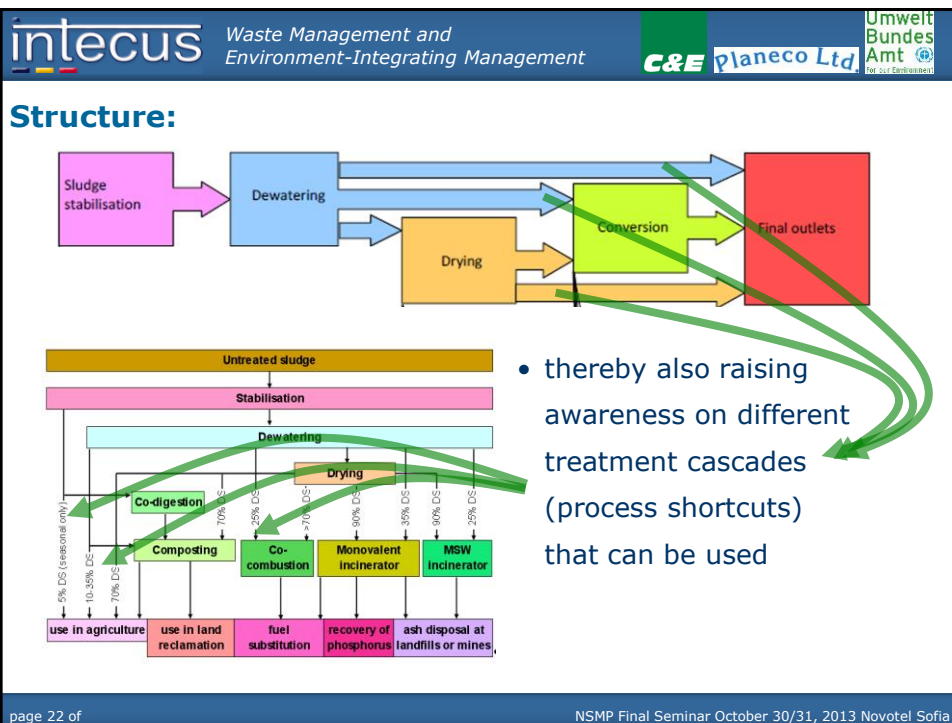 intecus
Waste Management and
Environment-Integrating Management
C&E
Planeco Ltd.
Umwelt
Bundes
Amt
For our Environment
Structure:
Sludge
stabilisation
Dewatering
Drying
Conversion
Final outlets
Untreated sludge
Stabilisation
Dewatering
Drying
Co-digestion
Composting
Co-
combustion
Monovalent
incinerator
MSW
incinerator
5% DS (seasonal only)
10-35% DS
70% DS
70% DS
25% DS
>70% DS
90% DS
35% DS
90% DS
25% DS
use in agriculture
use in land
reclamation
fuel
substitution
recovery of
phosphorus
ash disposal at
landfills or mines
• thereby also raising
awareness on different
treatment cascades
(process shortcuts)
that can be used
page 22 of
NSMP Final Seminar October 30/31, 2013 Novotel Sofia